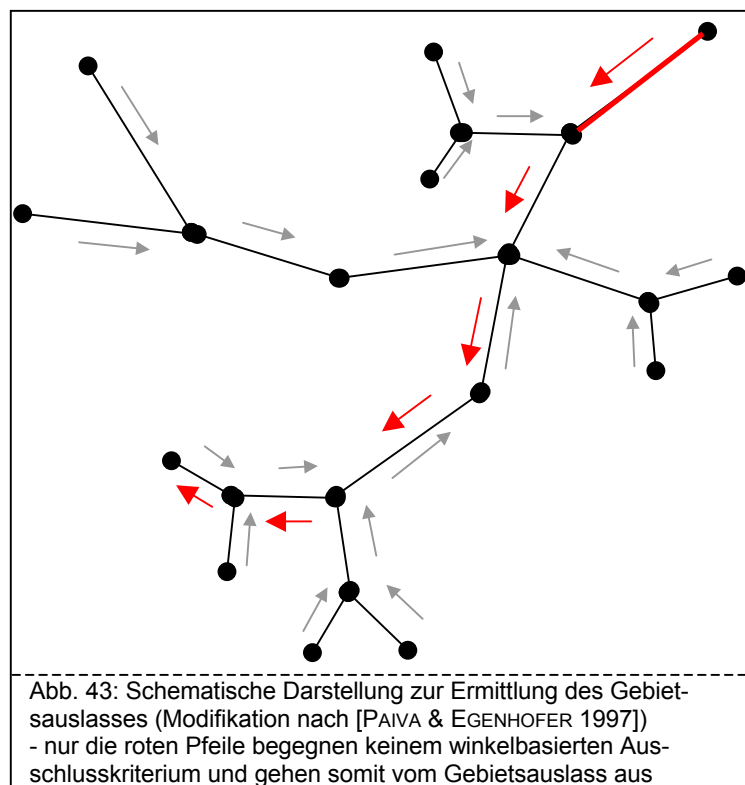 Abb. 43: Schematische Darstellung zur Ermittlung des Gebiet-
sauslasses (Modifikation nach [PAIVA & EGENHOFER 1997])
- nur die roten Pfeile begegnen keinem winkelbasierten Aus-
schlusskriterium und gehen somit vom Gebietsauslass aus